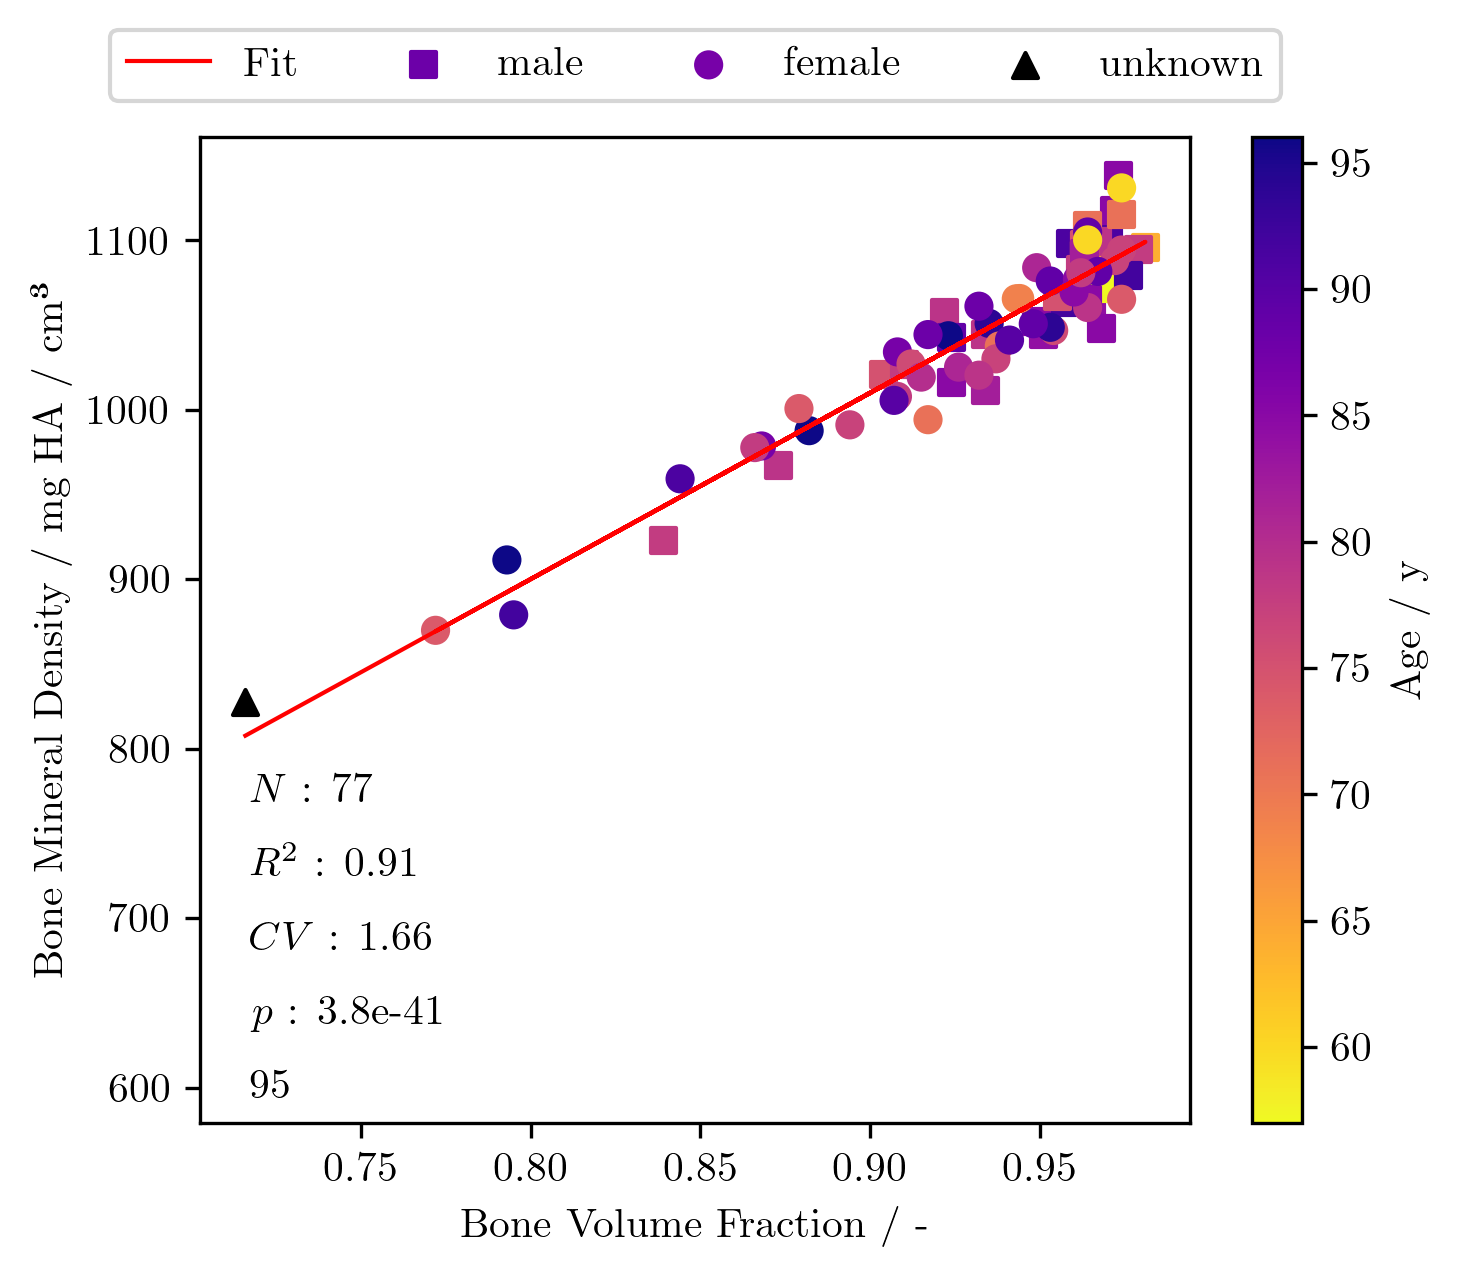 Fit male female unknown
Bone Mineral Density / mg HA / cm³
1100
1000
900
800
700
600
N : 77
R² : 0.91
CV : 1.66
p : 3.8e-41
95
0.75 0.80 0.85 0.90 0.95
Bone Volume Fraction / -
95
90
85
80
75
70
65
60
Age / y